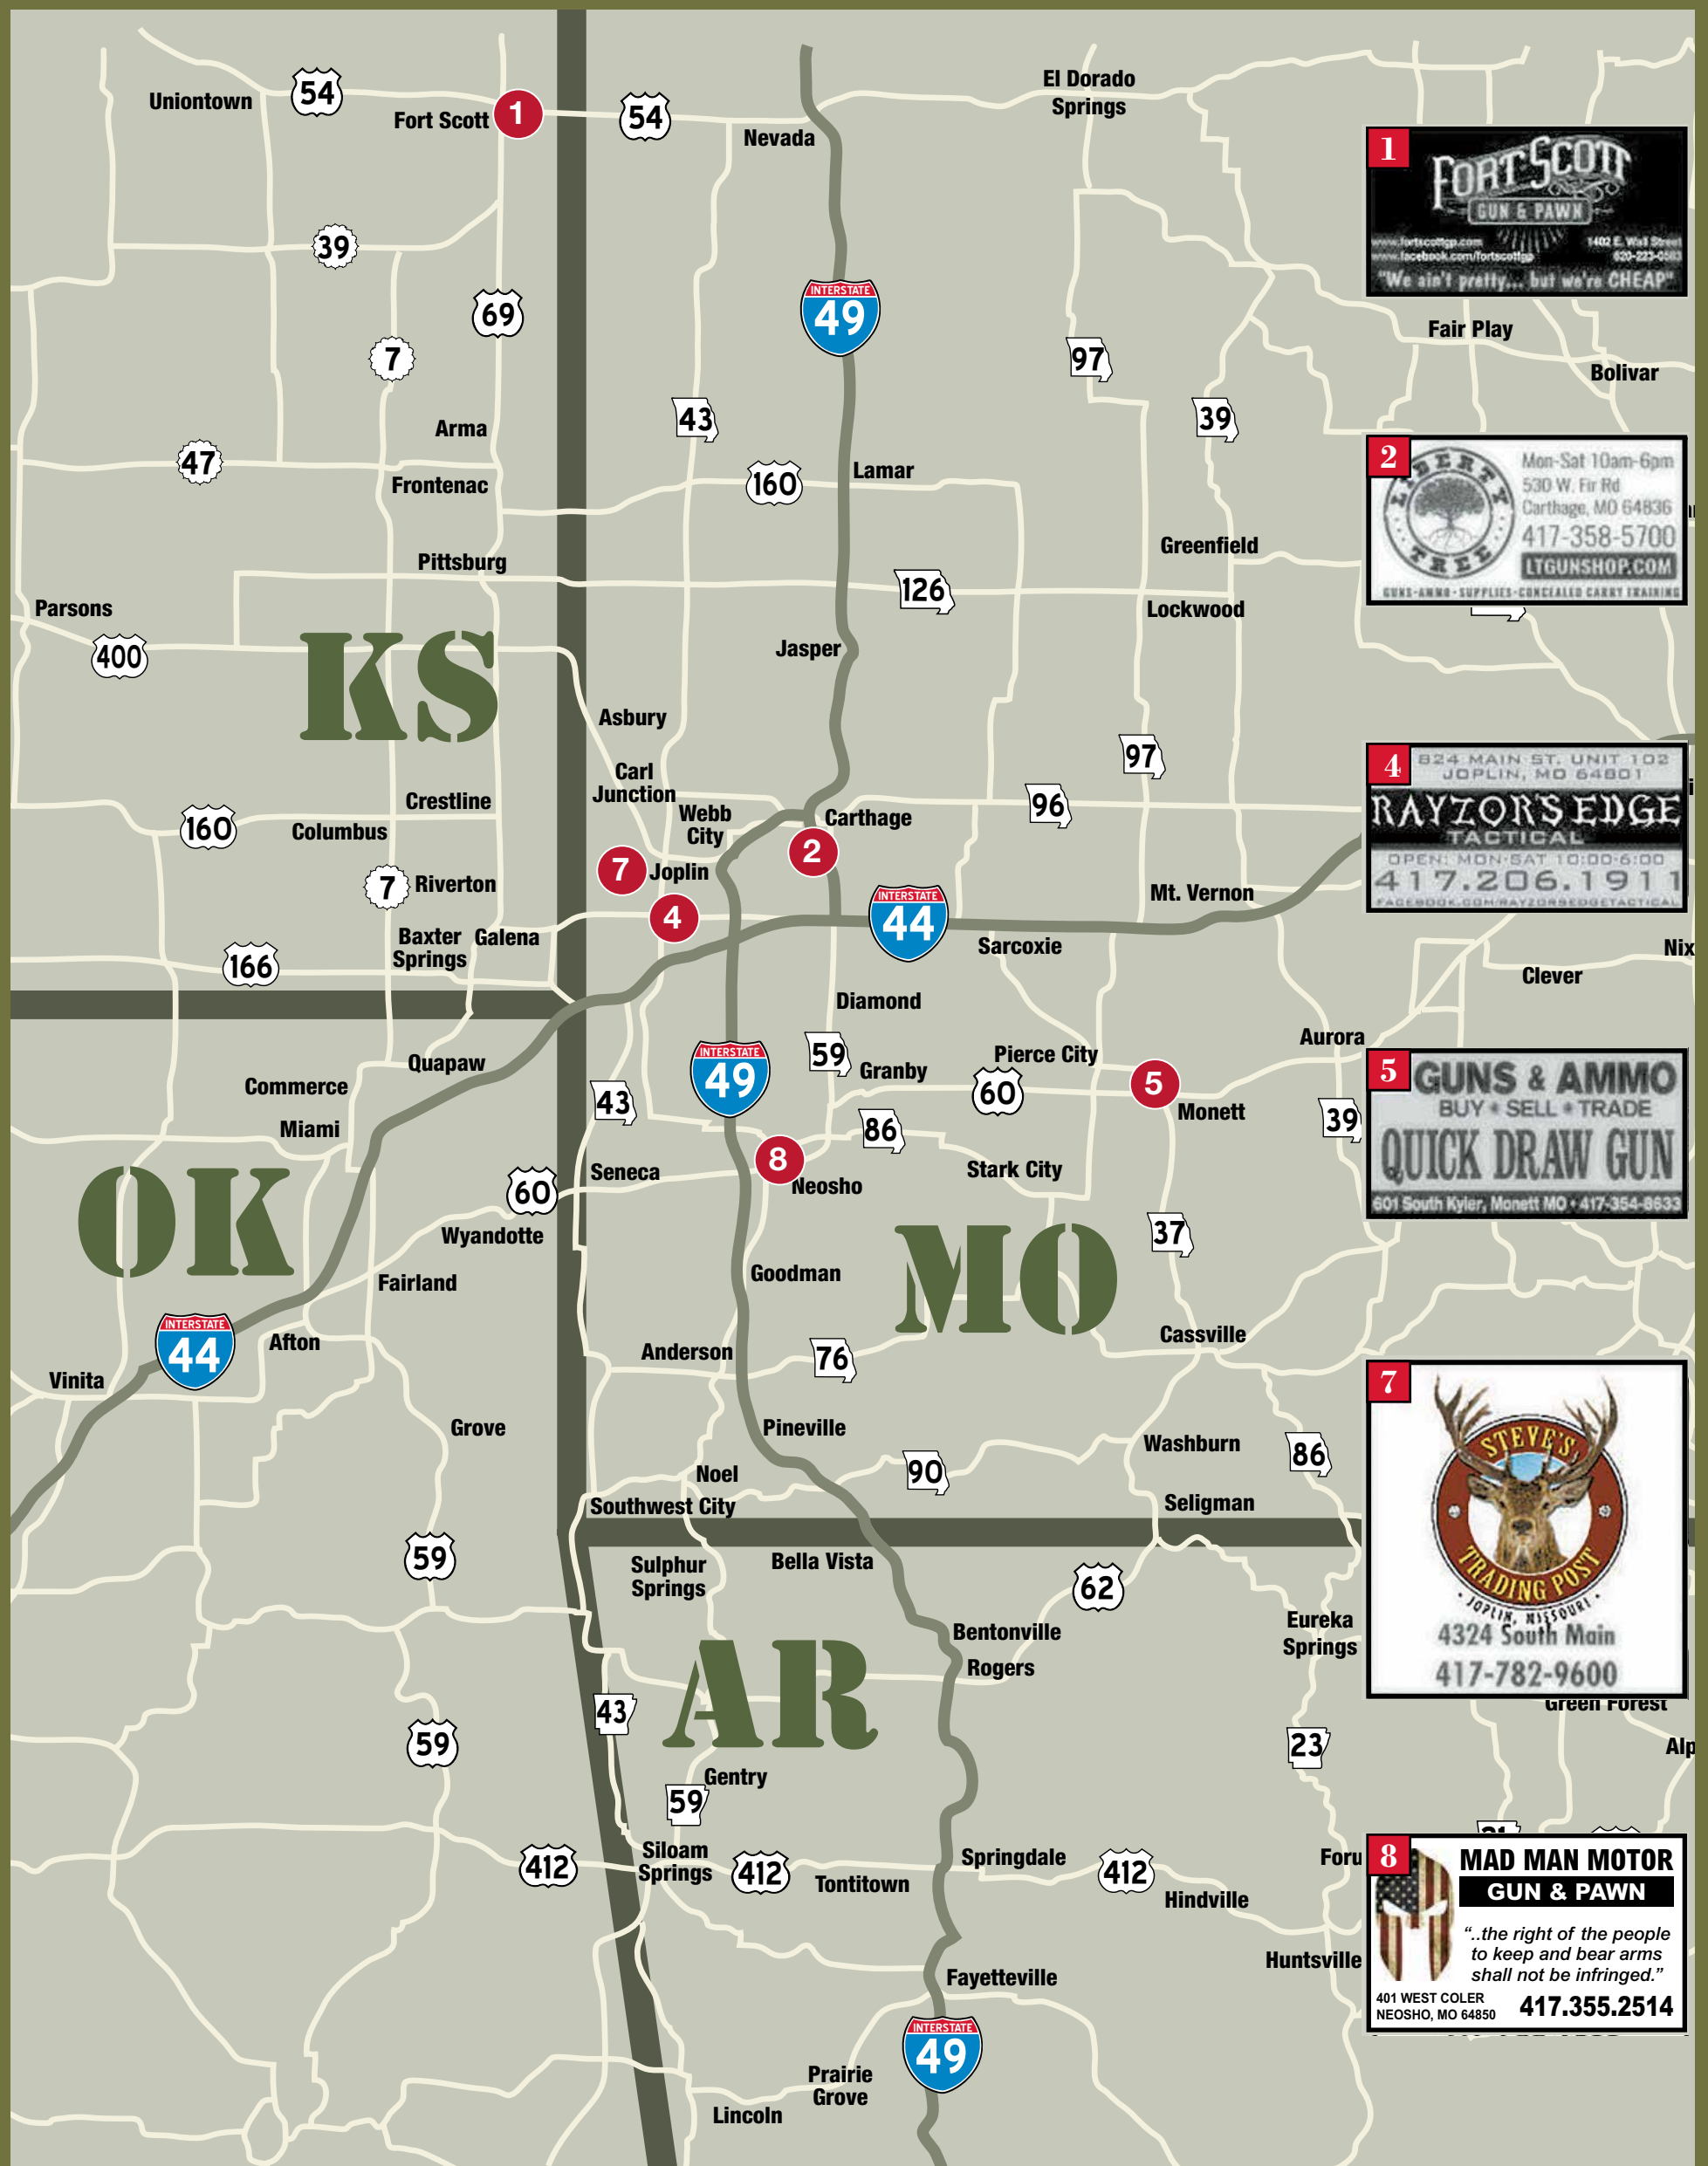 Uniontown
54
Fort Scott
1
54
Nevada
El Dorado
Springs
39
69
7
INTERSTATE
49
97
43
39
Arma
47
Frontenac
160
Lamar
Greenfield
Pittsburg
126
Lockwood
Parsons
400
KS
Jasper
Asbury
97
Carl
Junction
Crestline
160
Columbus
Webb
City
Carthage
96
2
7
Joplin
7
Riverton
4
INTERSTATE
44
Mt. Vernon
Baxter
Springs
Galena
166
Sarcoxie
Diamond
Quapaw
Commerce
Miami
INTERSTATE
49
59
Granby
Pierce City
60
5
Monett
Aurora
39
43
86
8
Neosho
Stark City
Seneca
60
OK
Wyandotte
Fairland
37
MO
Goodman
INTERSTATE
44
Afton
Vinita
Anderson
76
Cassville
Grove
Pineville
Washburn
86
Noel
90
Southwest City
Seligman
59
Sulphur
Springs
Bella Vista
62
Bentonville
Rogers
Eureka
Springs
AR
43
59
23
Gentry
59
Siloam
Springs
412
412
Tontitown
Springdale
412
Hindville
Foru
Huntsville
Fayetteville
INTERSTATE
49
Prairie
Grove
Lincoln
1
FORT SCOTT
GUN & PAWN
www.fortscottgp.com
1402 E. Wall Street
www.facebook.com/fortscottgp
"We ain't pretty... but we're CHEAP"
Fair Play
Bolivar
2
LIBERTY
TREE
Mon-Sat 10am-6pm
530 W. Fir Rd
Carthage, MO 64836
417-358-5700
LTGUNSHOP.COM
GUNS-AMMO-SUPPLIES-CONCEALED CARRY TRAINING
4
824 MAIN ST. UNIT 102
JOPLIN, MO 64801
RAYZOR'S EDGE
TACTICAL
OPEN: MON-SAT 10:00-6:00
417.206.1911
FACEBOOK.COM/RAYZORSEDGETACTICAL
Nix
Clever
5
GUNS & AMMO
BUY * SELL * TRADE
QUICK DRAW GUN
601 South Kyler, Monett MO • 417-354-8633
7
STEVE'S
TRADING POST
• JOPLIN, MISSOURI •
4324 South Main
417-782-9600
Green Forest
Alp
8
MAD MAN MOTOR
GUN & PAWN
“..the right of the people
to keep and bear arms
shall not be infringed.”
401 WEST COLER
NEOSHO, MO 64850
417.355.2514